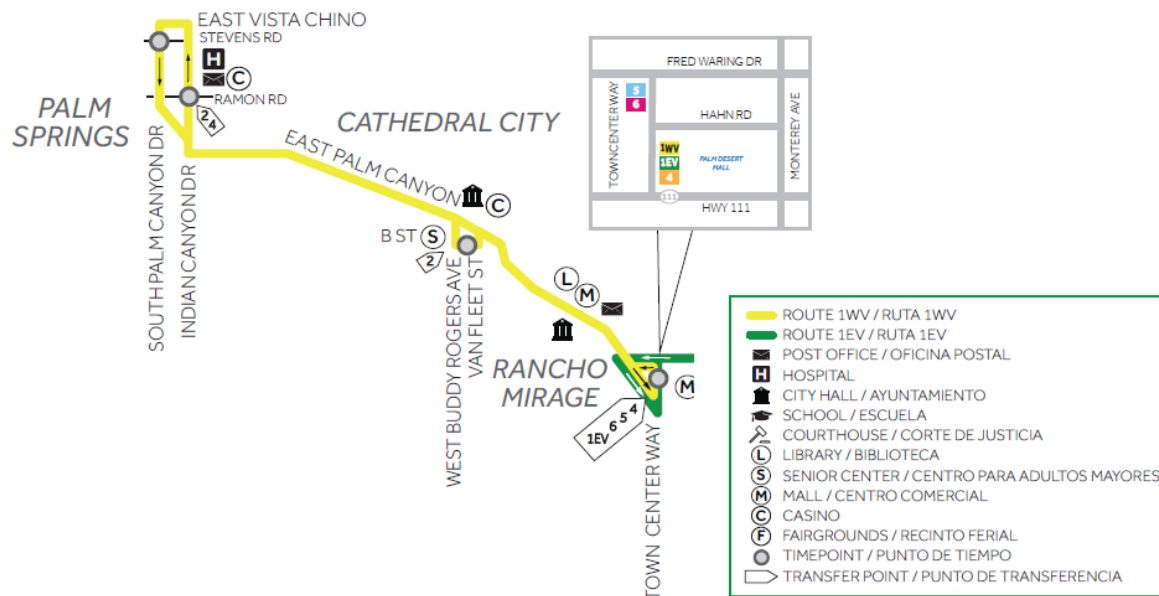 EAST VISTA CHINO
STEVENS RD
H
C
RAMON RD
2 4
PALM
SPRINGS
SOUTH PALM CANYON DR
INDIAN CANYON DR
CATHEDRAL CITY
EAST PALM CANYON
C
B ST
S
2
WEST BUDDY ROGERS AVE
VAN FLEET ST
L
M
RANCHO
MIRAGE
M
1EV 6 5 4
TOWN CENTER WAY
FRED WARING DR
TOWN CENTER WAY
5
6
HAHN RD
MONTEREY AVE
1WV
1EV
4
PALM DESERT
MALL
111
HWY 111
ROUTE 1WV / RUTA 1WV
ROUTE 1EV / RUTA 1EV
POST OFFICE / OFICINA POSTAL
H HOSPITAL
CITY HALL / AYUNTAMIENTO
SCHOOL / ESCUELA
COURTHOUSE / CORTE DE JUSTICIA
L LIBRARY / BIBLIOTECA
S SENIOR CENTER / CENTRO PARA ADULTOS MAYORES
M MALL / CENTRO COMERCIAL
C CASINO
F FAIRGROUNDS / RECINTO FERIAL
TIMEPOINT / PUNTO DE TIEMPO
TRANSFER POINT / PUNTO DE TRANSFERENCIA